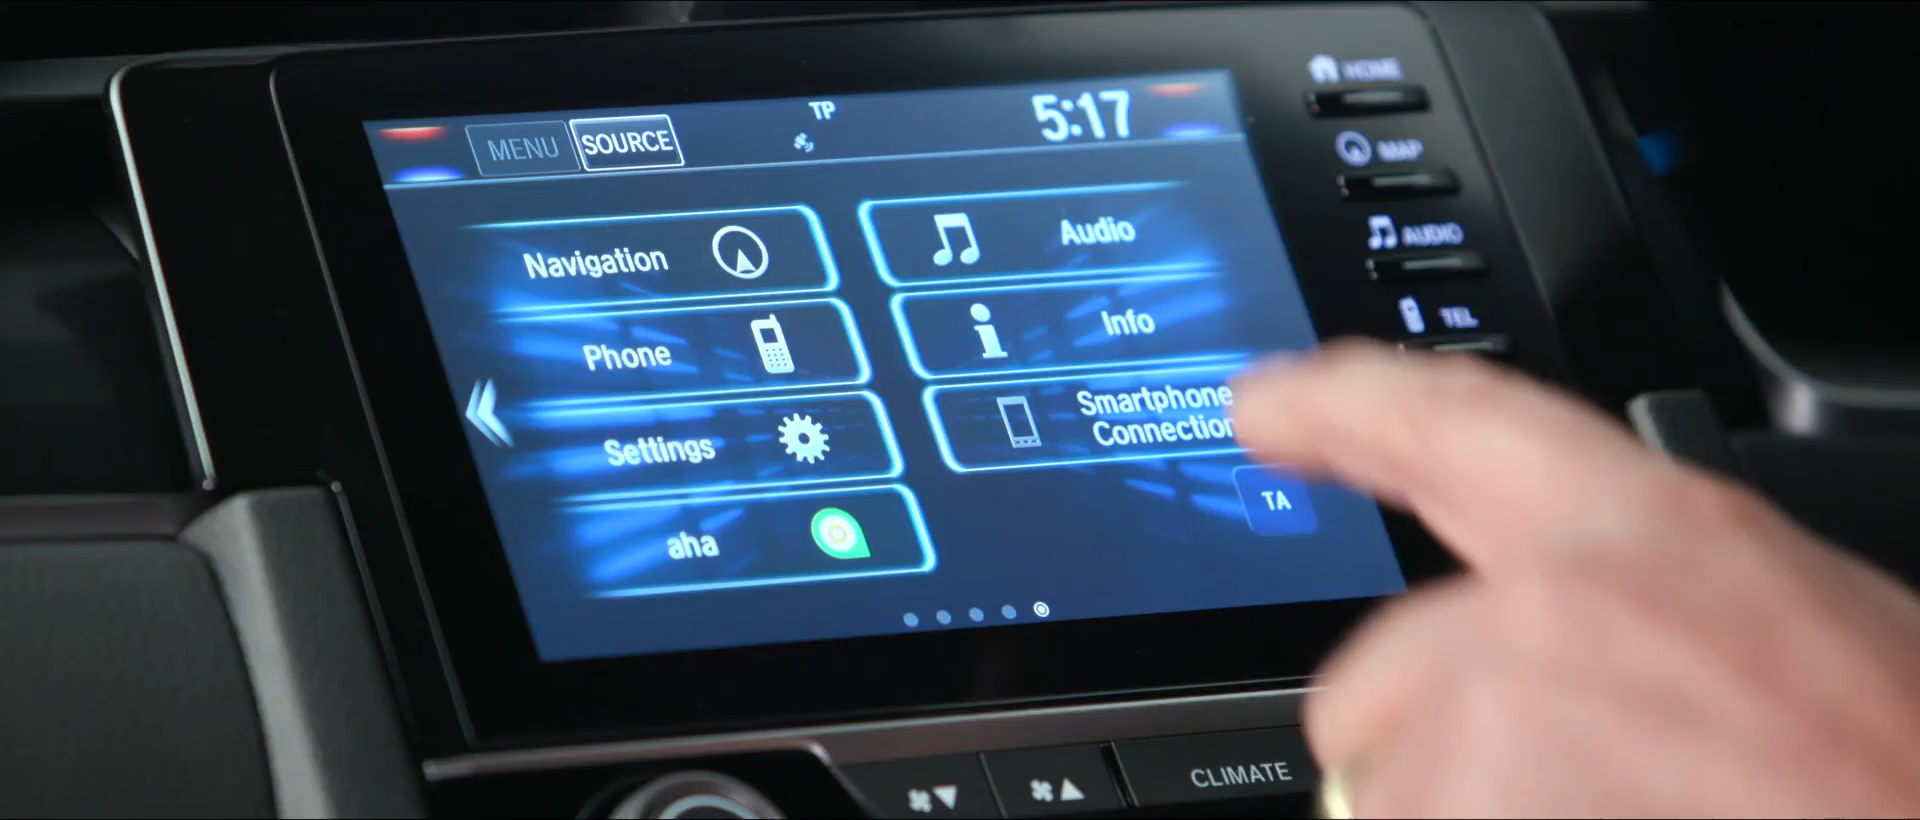 HOME
TP
5:17
MENU
SOURCE
MAP
Navigation
Audio
AUDIO
Phone
Info
TEL
Settings
Smartphone
Connection
TA
aha
CLIMATE